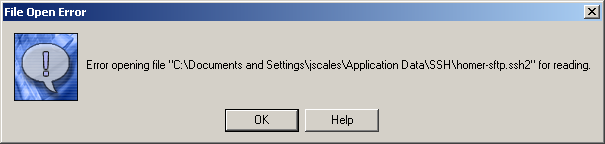 File Open Error
Error opening file "C:\Documents and Settings\jscales\Application Data\SSH\homer-sftp.ssh2" for reading.
OK
Help